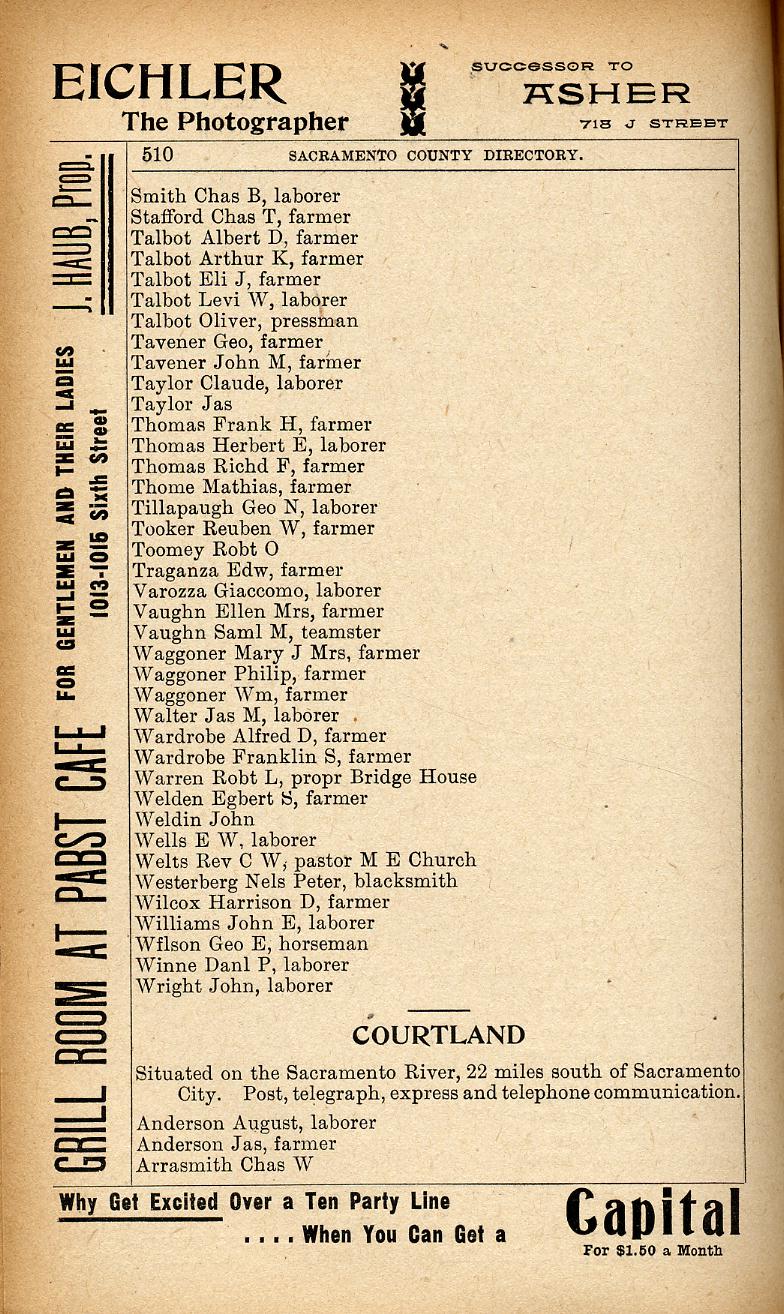 EICHLER
The Photographer
SUCCESSOR TO
ASHER
718 J STREET
J. HAUB, Prop.
FOR GENTLEMEN AND THEIR LADIES
1013-1015 Sixth Street
GRILL ROOM AT PABST CAFE
510 SACRAMENTO COUNTY DIRECTORY.
Smith Chas B, laborer
Stafford Chas T, farmer
Talbot Albert D, farmer
Talbot Arthur K, farmer
Talbot Eli J, farmer
Talbot Levi W, laborer
Talbot Oliver, pressman
Tavener Geo, farmer
Tavener John M, farmer
Taylor Claude, laborer
Taylor Jas
Thomas Frank H, farmer
Thomas Herbert E, laborer
Thomas Richd F, farmer
Thome Mathias, farmer
Tillapaugh Geo N, laborer
Tooker Reuben W, farmer
Toomey Robt O
Traganza Edw, farmer
Varozza Giaccomo, laborer
Vaughn Ellen Mrs, farmer
Vaughn Saml M, teamster
Waggoner Mary J Mrs, farmer
Waggoner Philip, farmer
Waggoner Wm, farmer
Walter Jas M, laborer
Wardrobe Alfred D, farmer
Wardrobe Franklin S, farmer
Warren Robt L, propr Bridge House
Welden Egbert S, farmer
Weldin John
Wells E W, laborer
Welts Rev C W, pastor M E Church
Westerberg Nels Peter, blacksmith
Wilcox Harrison D, farmer
Williams John E, laborer
Wflson Geo E, horseman
Winne Danl P, laborer
Wright John, laborer
COURTLAND
Situated on the Sacramento River, 22 miles south of Sacramento
City. Post, telegraph, express and telephone communication.
Anderson August, laborer
Anderson Jas, farmer
Arrasmith Chas W
Why Get Excited Over a Ten Party Line
....When You Can Get a
Capital
For $1.50 a Month